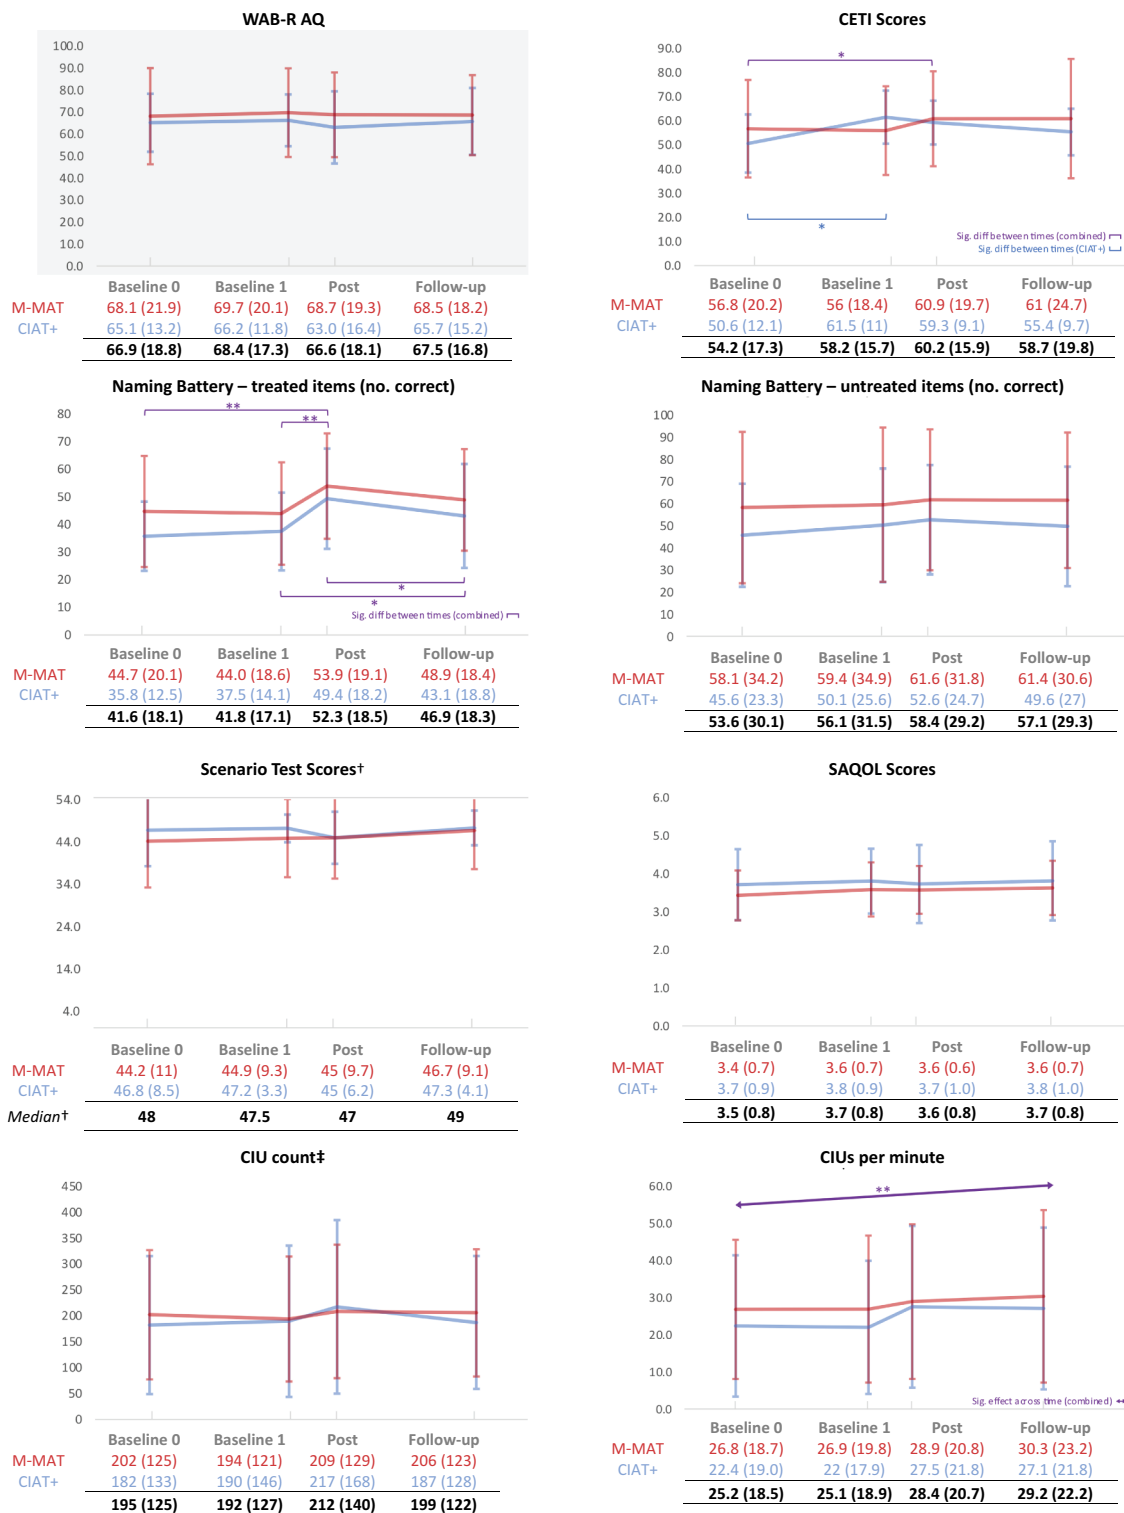 WAB-R AQ
100.0
90.0
80.0
70.0
60.0
50.0
40.0
30.0
20.0
10.0
0.0
Baseline 0 Baseline 1 Post Follow-up
M-MAT 68.1 (21.9) 69.7 (20.1) 68.7 (19.3) 68.5 (18.2)
CIAT+ 65.1 (13.2) 66.2 (11.8) 63.0 (16.4) 65.7 (15.2)
66.9 (18.8) 68.4 (17.3) 66.6 (18.1) 67.5 (16.8)
CETI Scores
90.0
80.0
70.0
60.0
50.0
40.0
30.0
20.0
10.0
0.0
*
*
Sig. diff between times (combined)
Sig. diff between times (CIAT+)
Baseline 0 Baseline 1 Post Follow-up
M-MAT 56.8 (20.2) 56 (18.4) 60.9 (19.7) 61 (24.7)
CIAT+ 50.6 (12.1) 61.5 (11) 59.3 (9.1) 55.4 (9.7)
54.2 (17.3) 58.2 (15.7) 60.2 (15.9) 58.7 (19.8)
Naming Battery – treated items (no. correct)
80
70
60
50
40
30
20
10
0
**
**
*
*
Sig. diff between times (combined)
Baseline 0 Baseline 1 Post Follow-up
M-MAT 44.7 (20.1) 44.0 (18.6) 53.9 (19.1) 48.9 (18.4)
CIAT+ 35.8 (12.5) 37.5 (14.1) 49.4 (18.2) 43.1 (18.8)
41.6 (18.1) 41.8 (17.1) 52.3 (18.5) 46.9 (18.3)
Naming Battery – untreated items (no. correct)
100
90
80
70
60
50
40
30
20
10
0
Baseline 0 Baseline 1 Post Follow-up
M-MAT 58.1 (34.2) 59.4 (34.9) 61.6 (31.8) 61.4 (30.6)
CIAT+ 45.6 (23.3) 50.1 (25.6) 52.6 (24.7) 49.6 (27)
53.6 (30.1) 56.1 (31.5) 58.4 (29.2) 57.1 (29.3)
Scenario Test Scores†
54.0
44.0
34.0
24.0
14.0
4.0
Baseline 0 Baseline 1 Post Follow-up
M-MAT 44.2 (11) 44.9 (9.3) 45 (9.7) 46.7 (9.1)
CIAT+ 46.8 (8.5) 47.2 (3.3) 45 (6.2) 47.3 (4.1)
Median† 48 47.5 47 49
SAQOL Scores
6.0
5.0
4.0
3.0
2.0
1.0
0.0
Baseline 0 Baseline 1 Post Follow-up
M-MAT 3.4 (0.7) 3.6 (0.7) 3.6 (0.6) 3.6 (0.7)
CIAT+ 3.7 (0.9) 3.8 (0.9) 3.7 (1.0) 3.8 (1.0)
3.5 (0.8) 3.7 (0.8) 3.6 (0.8) 3.7 (0.8)
CIU count‡
450
400
350
300
250
200
150
100
50
0
Baseline 0 Baseline 1 Post Follow-up
M-MAT 202 (125) 194 (121) 209 (129) 206 (123)
CIAT+ 182 (133) 190 (146) 217 (168) 187 (128)
195 (125) 192 (127) 212 (140) 199 (122)
CIUs per minute
60.0
50.0
40.0
30.0
20.0
10.0
0.0
**
Sig. effect across time (combined)
Baseline 0 Baseline 1 Post Follow-up
M-MAT 26.8 (18.7) 26.9 (19.8) 28.9 (20.8) 30.3 (23.2)
CIAT+ 22.4 (19.0) 22 (17.9) 27.5 (21.8) 27.1 (21.8)
25.2 (18.5) 25.1 (18.9) 28.4 (20.7) 29.2 (22.2)